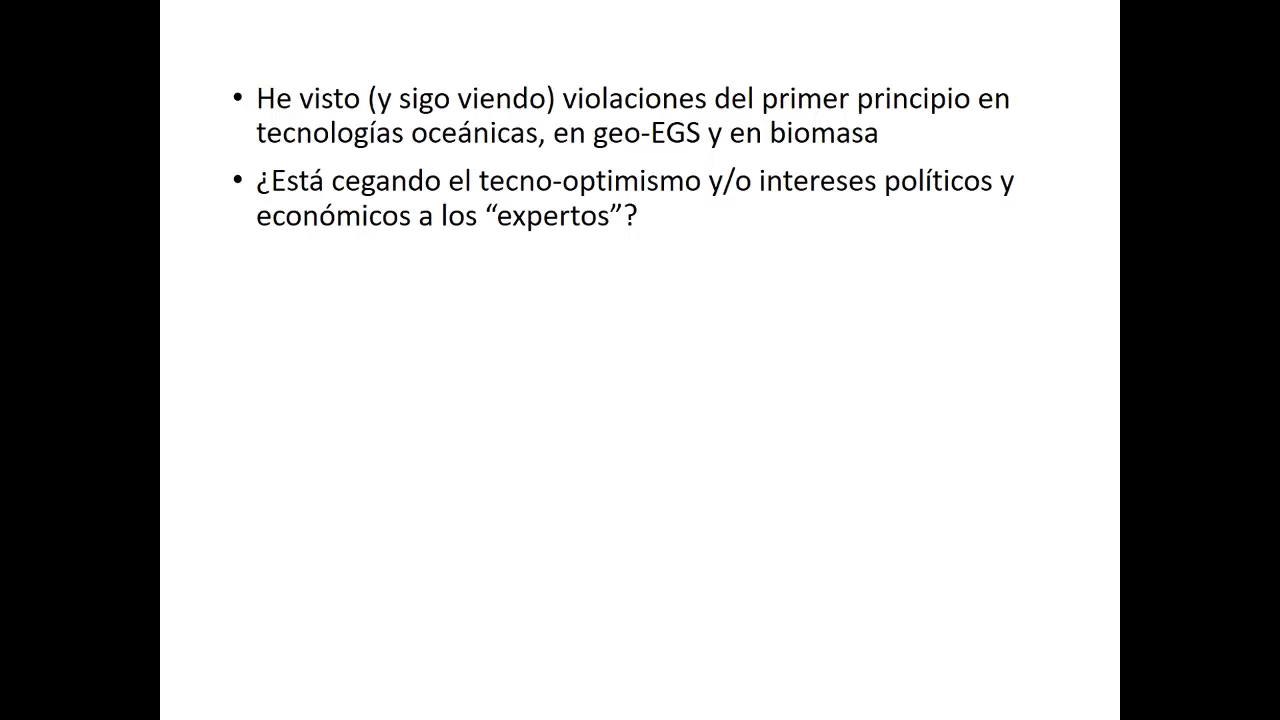 • He visto (y sigo viendo) violaciones del primer principio en
tecnologías oceánicas, en geo-EGS y en biomasa
• ¿Está cegando el tecno-optimismo y/o intereses políticos y
económicos a los “expertos”?